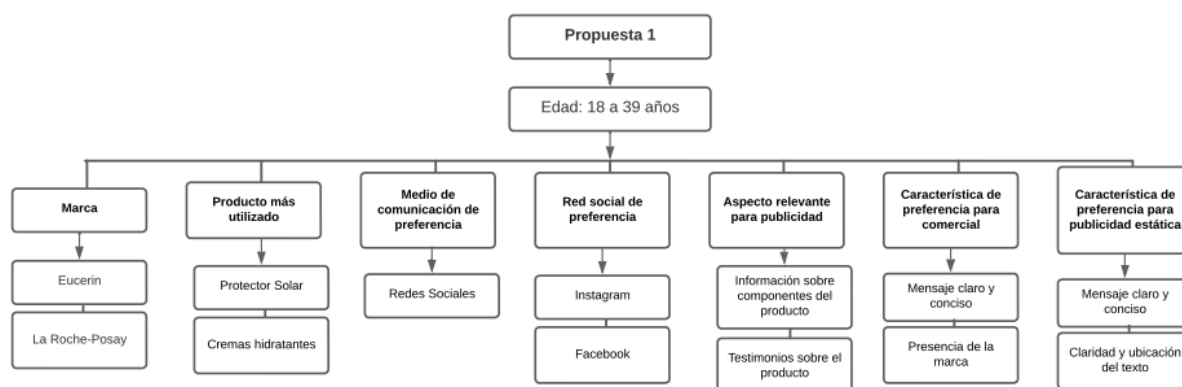 Propuesta 1
Edad: 18 a 39 años
Marca
Eucerin
La Roche-Posay
Producto más
utilizado
Protector Solar
Cremas hidratantes
Medio de
comunicación de
preferencia
Redes Sociales
Red social de
preferencia
Instagram
Facebook
Aspecto relevante
para publicidad
Información sobre
componentes del
producto
Testimonios sobre el
producto
Característica de
preferencia para
comercial
Mensaje claro y
conciso
Presencia de la
marca
Característica de
preferencia para
publicidad estática
Mensaje claro y
conciso
Claridad y ubicación
del texto